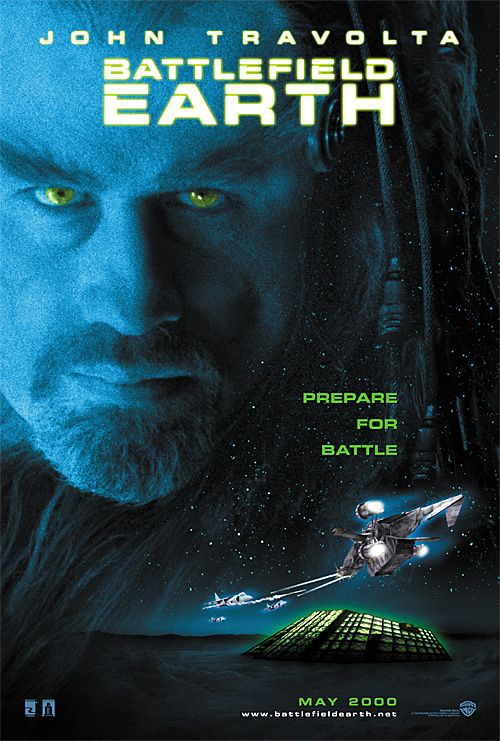 JOHN TRAVOLTA
BATTLEFIELD
EARTH
PREPARE
FOR
BATTLE
MAY 2000
www.battlefieldearth.net